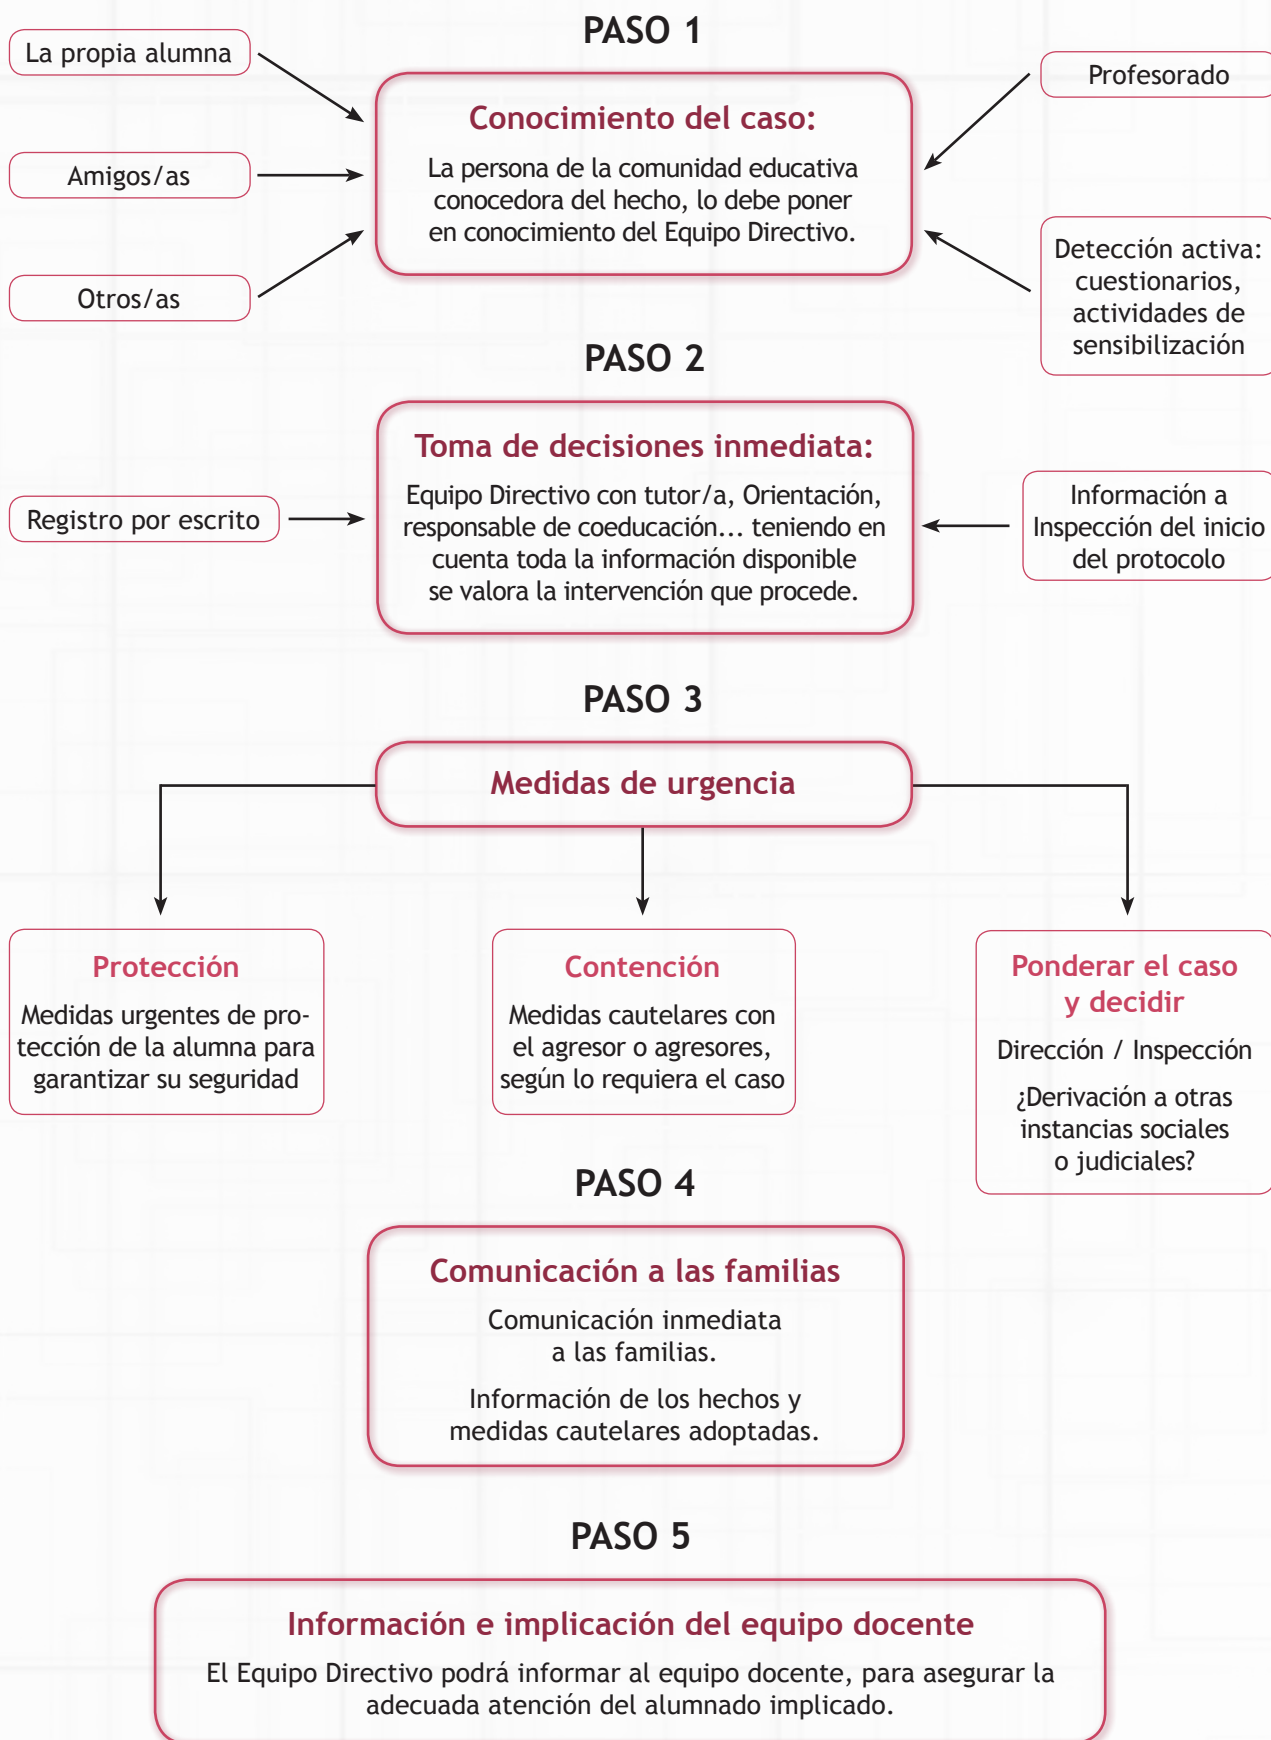 PASO 1
La propia alumna
Amigos/as
Otros/as
Conocimiento del caso:
La persona de la comunidad educativa
conocedora del hecho, lo debe poner
en conocimiento del Equipo Directivo.
Profesorado
Detección activa:
cuestionarios,
actividades de
sensibilización
PASO 2
Registro por escrito
Toma de decisiones inmediata:
Equipo Directivo con tutor/a, Orientación,
responsable de coeducación... teniendo en
cuenta toda la información disponible
se valora la intervención que procede.
Información a
Inspección del inicio
del protocolo
PASO 3
Medidas de urgencia
Protección
Medidas urgentes de pro-
tección de la alumna para
garantizar su seguridad
Contención
Medidas cautelares con
el agresor o agresores,
según lo requiera el caso
Ponderar el caso
y decidir
Dirección / Inspección
¿Derivación a otras
instancias sociales
o judiciales?
PASO 4
Comunicación a las familias
Comunicación inmediata
a las familias.
Información de los hechos y
medidas cautelares adoptadas.
PASO 5
Información e implicación del equipo docente
El Equipo Directivo podrá informar al equipo docente, para asegurar la
adecuada atención del alumnado implicado.